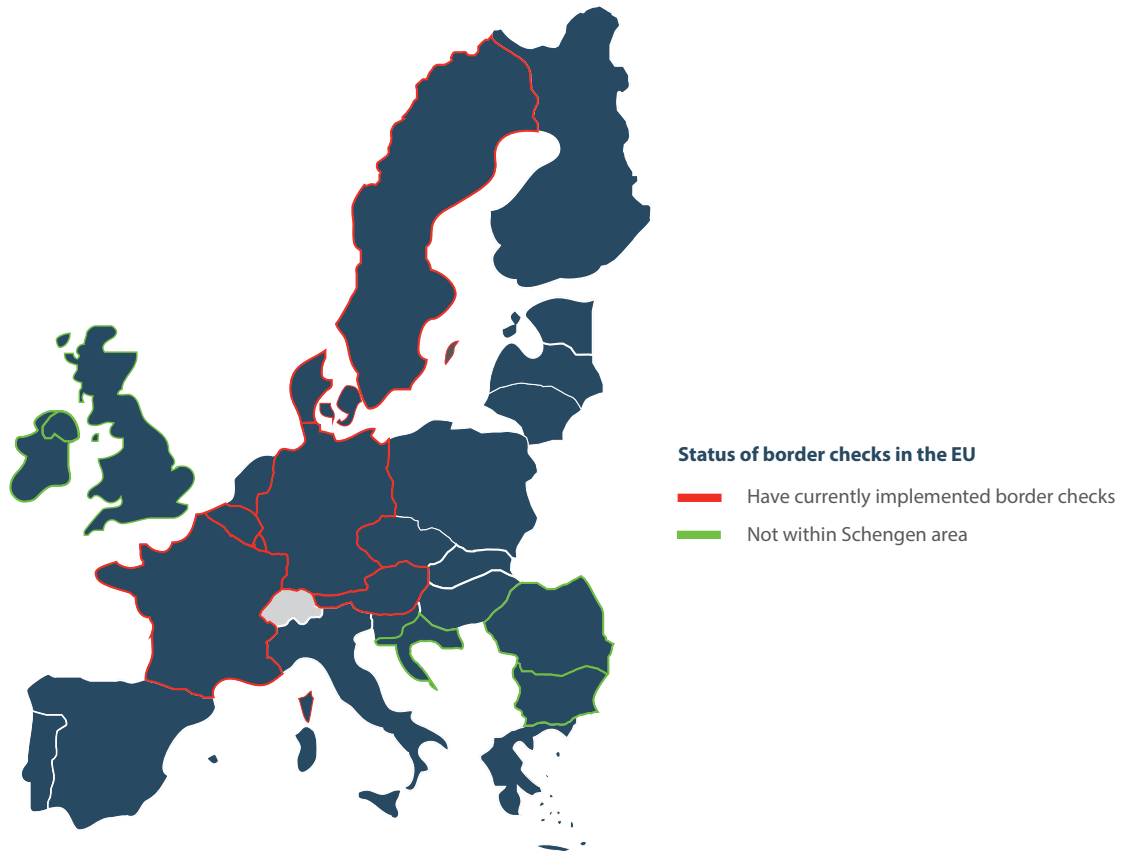 Status of border checks in the EU
Have currently implemented border checks
Not within Schengen area